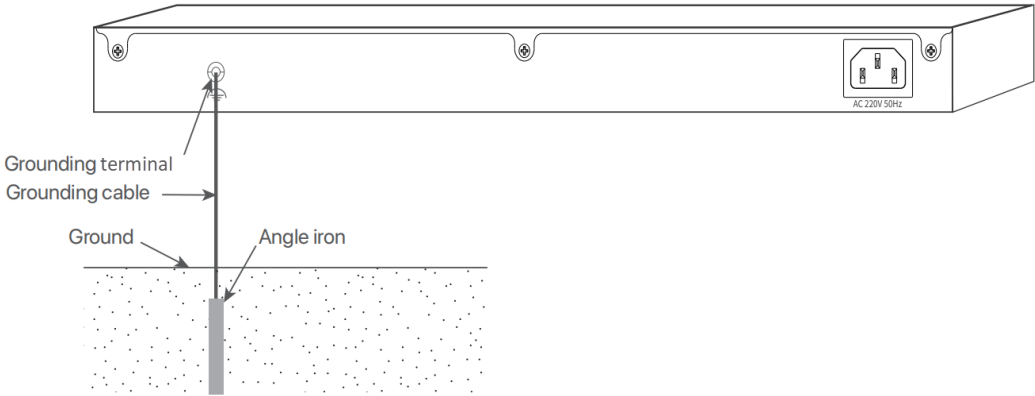 AC 220V 50Hz
Grounding terminal
Grounding cable
Ground
Angle iron